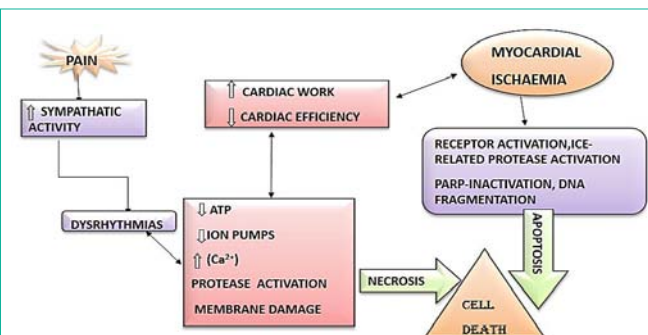 PAIN
⇧ SYMPATHATIC
ACTIVITY
DYSRHYTHMIAS
⇧ CARDIAC WORK
⇩ CARDIAC EFFICIENCY
⇩ ATP
⇩ION PUMPS
⇧ (Ca²⁺)
PROTEASE ACTIVATION
MEMBRANE DAMAGE
MYOCARDIAL
ISCHAEMIA
RECEPTOR ACTIVATION,ICE-
RELATED PROTEASE ACTIVATION
PARP-INACTIVATION, DNA
FRAGMENTATION
APOPTOSIS
NECROSIS
CELL
DEATH